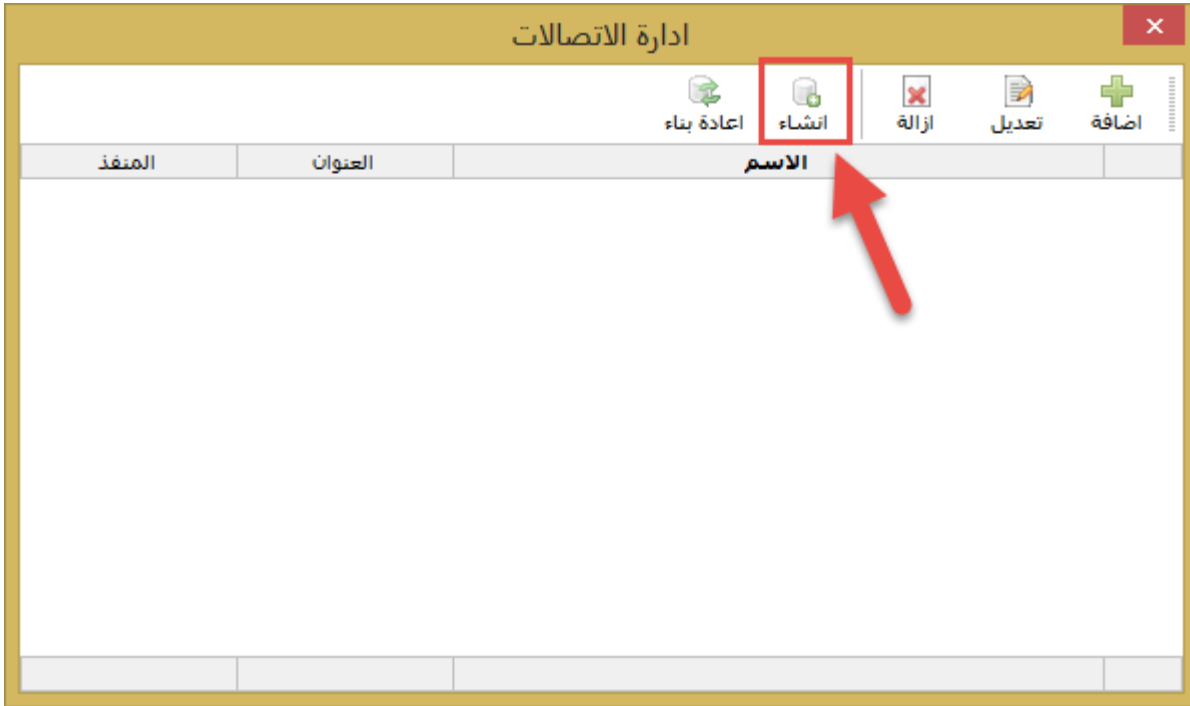 ادارة الاتصالات
اضافة تعديل ازالة انشاء اعادة بناء
الاسم العنوان المنفذ